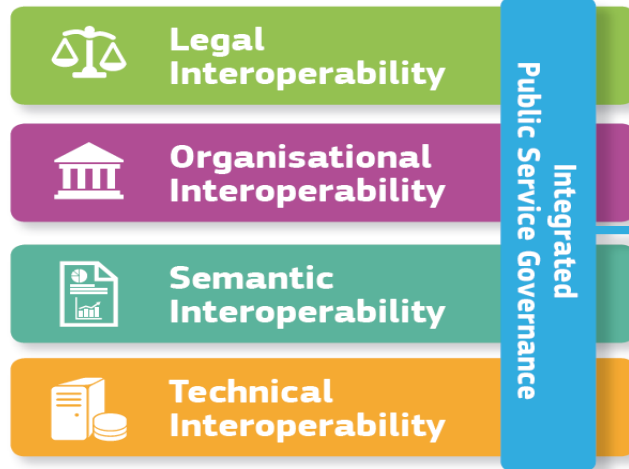 Legal
Interoperability
Organisational
Interoperability
Semantic
Interoperability
Technical
Interoperability
Integrated
Public Service Governance